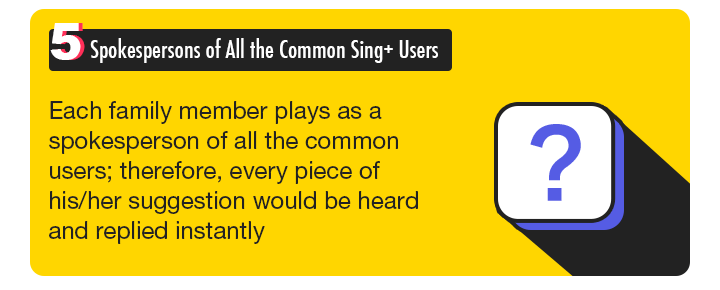 5 Spokespersons of All the Common Sing+ Users
Each family member plays as a
spokesperson of all the common
users; therefore, every piece of
his/her suggestion would be heard
and replied instantly
?